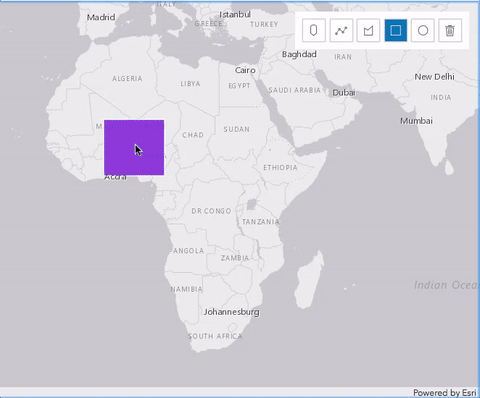 ITALY
Madrid
Istanbul
GREECE
TURKEY
Baghdad
IRAN
Cairo
ALGERIA
LIBYA
EGYPT
New Delhi
SAUDI ARABIA
Dubai
INDIA
Mumbai
M
CHAD
SUDAN
ETHIOPIA
Accra
DR CONGO
TANZANIA
ANGOLA
ZAMBIA
NAMIBIA
Indian Ocea
Johannesburg
SOUTH AFRICA
Powered by Esri